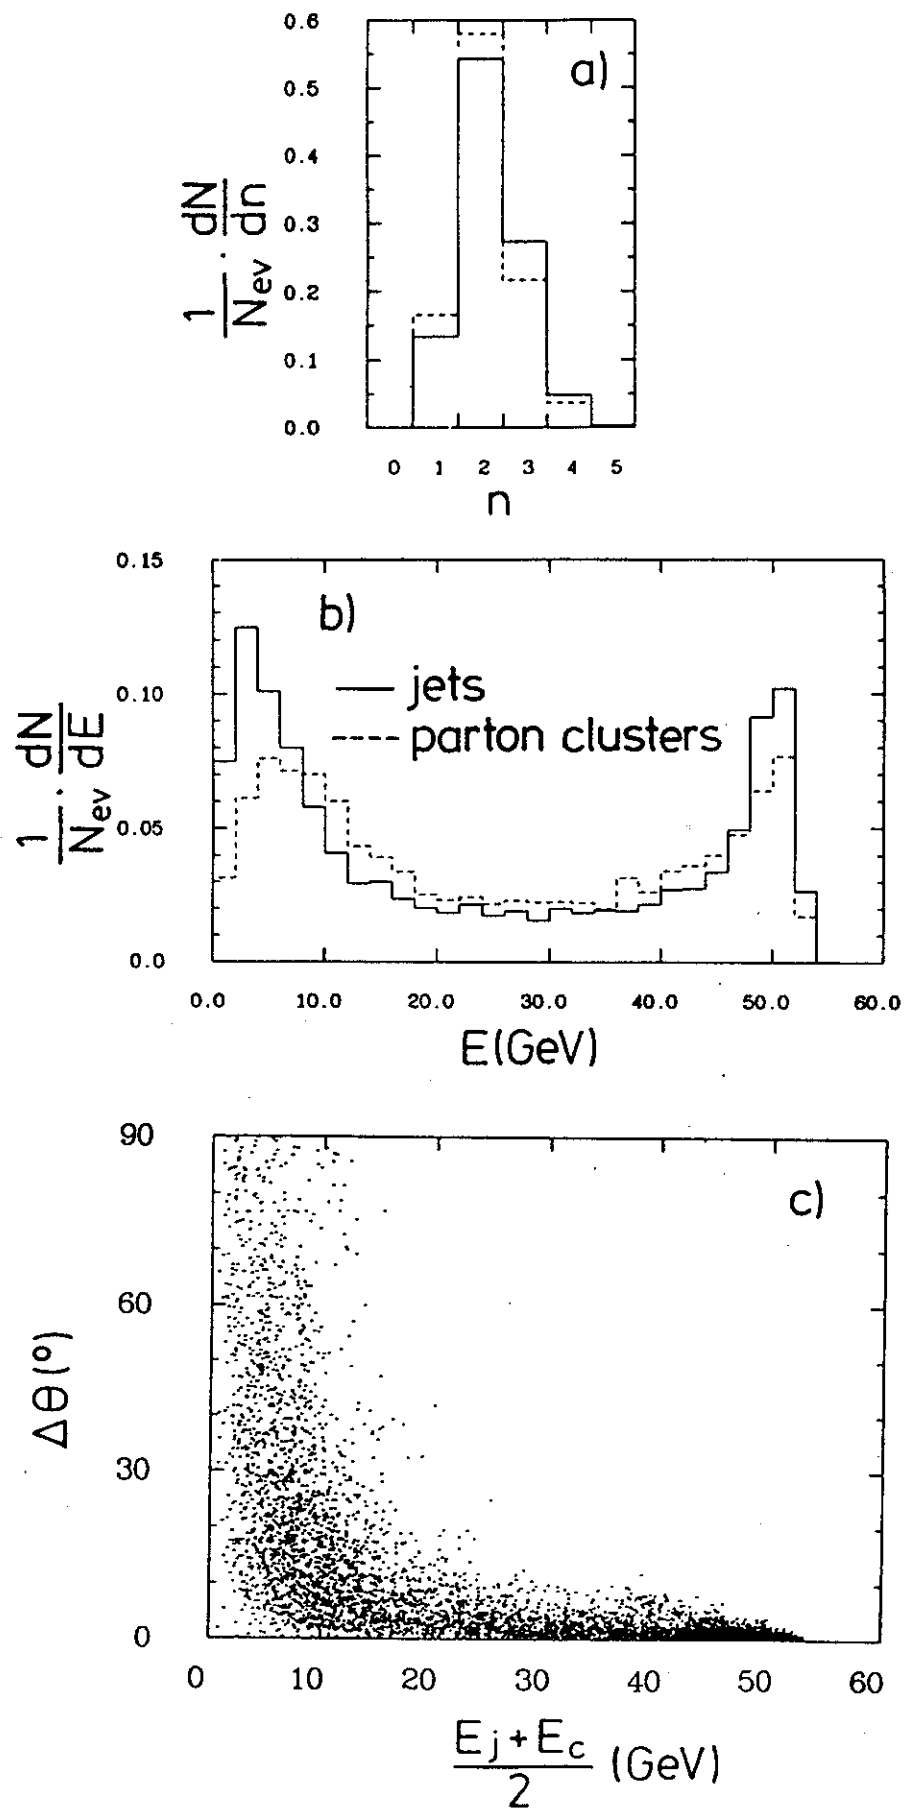 0.6
0.5
0.4
0.3
0.2
0.1
0.0
a)
1/N_ev · dN/dn
0 1 2 3 4 5
n
0.15
0.10
0.05
0.0
b)
jets
parton clusters
1/N_ev · dN/dE
0.0 10.0 20.0 30.0 40.0 50.0 60.0
E(GeV)
90
60
30
0
c)
Δθ(°)
0 10 20 30 40 50 60
E_j + E_c / 2 (GeV)